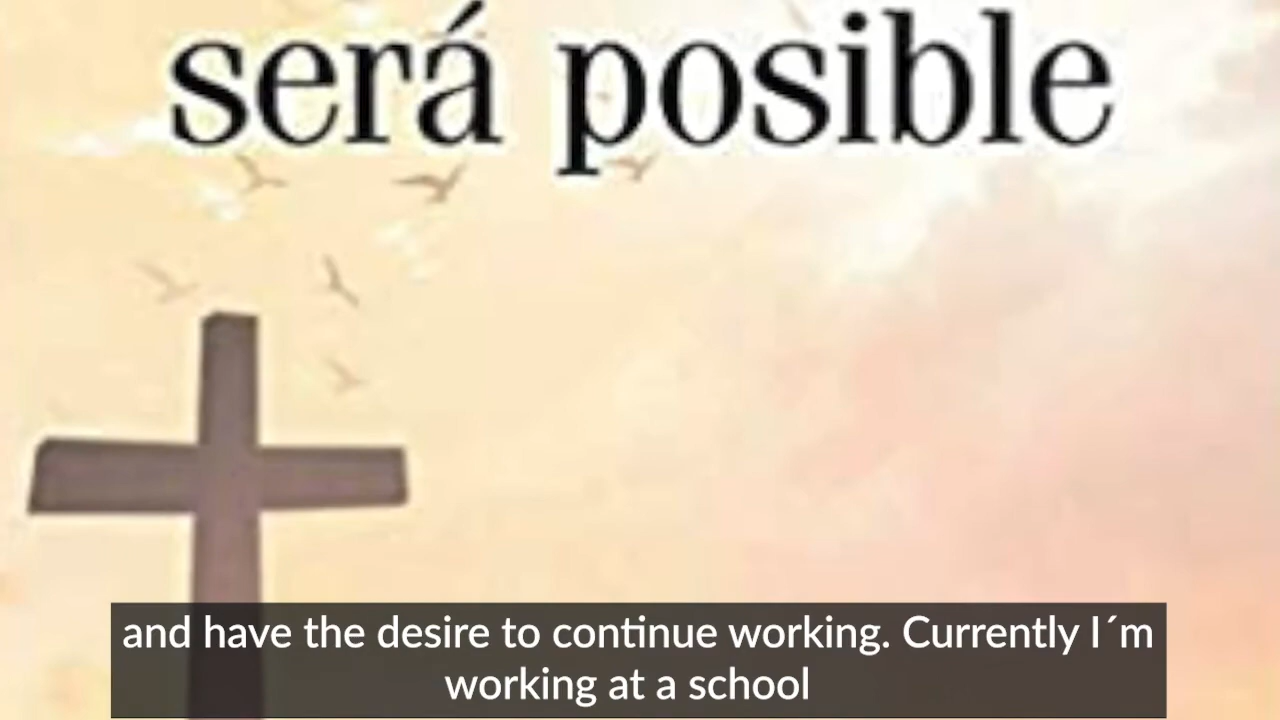 será posible
and have the desire to continue working. Currently I´m
working at a school